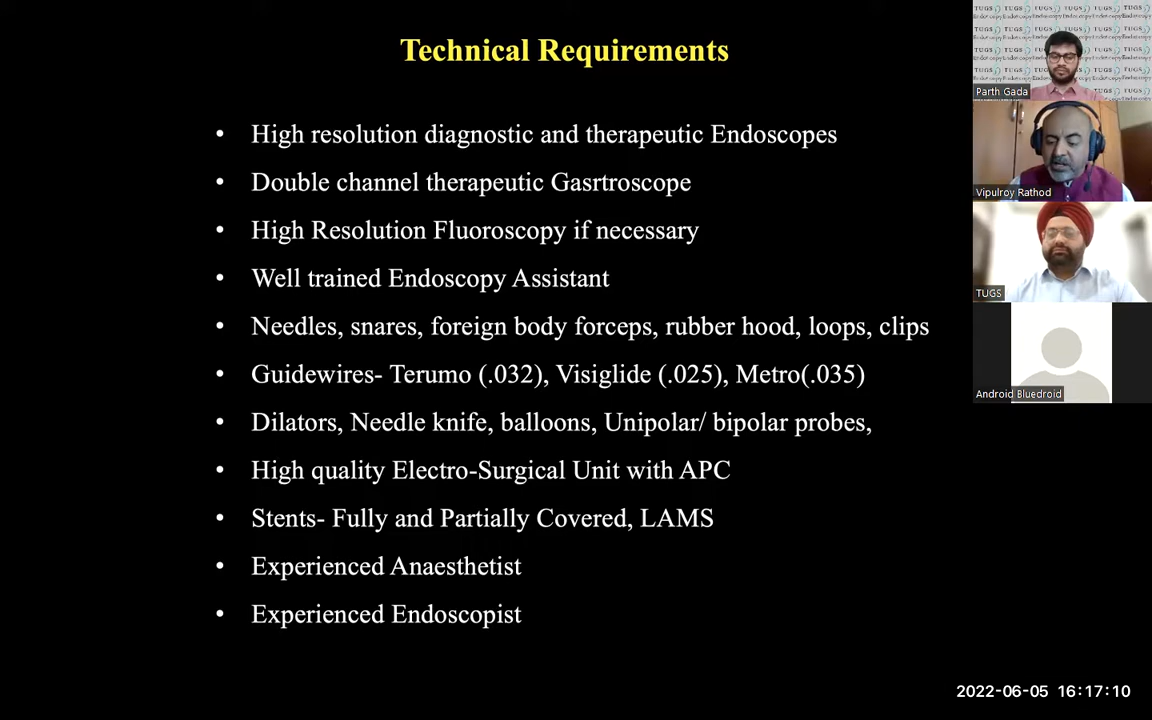 Technical Requirements
• High resolution diagnostic and therapeutic Endoscopes
• Double channel therapeutic Gasrtroscope
• High Resolution Fluoroscopy if necessary
• Well trained Endoscopy Assistant
• Needles, snares, foreign body forceps, rubber hood, loops, clips
• Guidewires- Terumo (.032), Visiglide (.025), Metro(.035)
• Dilators, Needle knife, balloons, Unipolar/ bipolar probes,
• High quality Electro-Surgical Unit with APC
• Stents- Fully and Partially Covered, LAMS
• Experienced Anaesthetist
• Experienced Endoscopist
Parth Gada
Vipulroy Rathod
TUGS
Android Bluedroid
2022-06-05 16:17:10